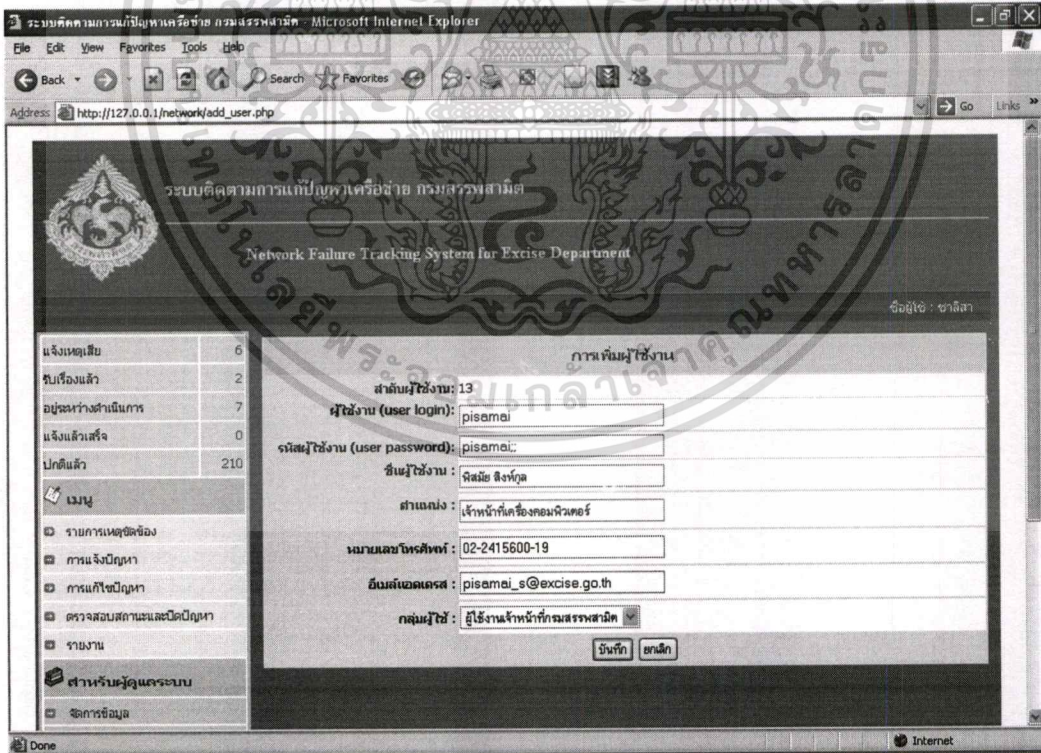 ระบบติดตามการแก้ปัญหาเครือข่าย กรมสรรพสามิต - Microsoft Internet Explorer
File Edit View Favorites Tools Help
Back Search Favorites
Address http://127.0.0.1/network/add_user.php Go Links »
ระบบติดตามการแก้ปัญหาเครือข่าย กรมสรรพสามิต
Network Failure Tracking System for Excise Department
ชื่อผู้ใช้ : ชาลิสา
แจ้งเหตุเสีย 6
รับเรื่องแล้ว 2
อยู่ระหว่างดำเนินการ 7
แจ้งแล้วเสร็จ 0
ปกติแล้ว 210
เมนู
รายการเหตุขัดข้อง
การแจ้งปัญหา
การแก้ไขปัญหา
ตรวจสอบสถานะและปิดปัญหา
รายงาน
สำหรับผู้ดูแลระบบ
จัดการข้อมูล
การเพิ่มผู้ใช้งาน
ลำดับผู้ใช้งาน: 13
ผู้ใช้งาน (user login): pisamai
รหัสผู้ใช้งาน (user password): pisamai;;
ชื่อผู้ใช้งาน : พิสมัย สิงห์กุล
ตำแหน่ง : เจ้าหน้าที่เครื่องคอมพิวเตอร์
หมายเลขโทรศัพท์ : 02-2415600-19
อีเมล์แอดเดรส : pisamai_s@excise.go.th
กลุ่มผู้ใช้ : ผู้ใช้งานเจ้าหน้าที่กรมสรรพสามิต
บันทึก ยกเลิก
Done Internet